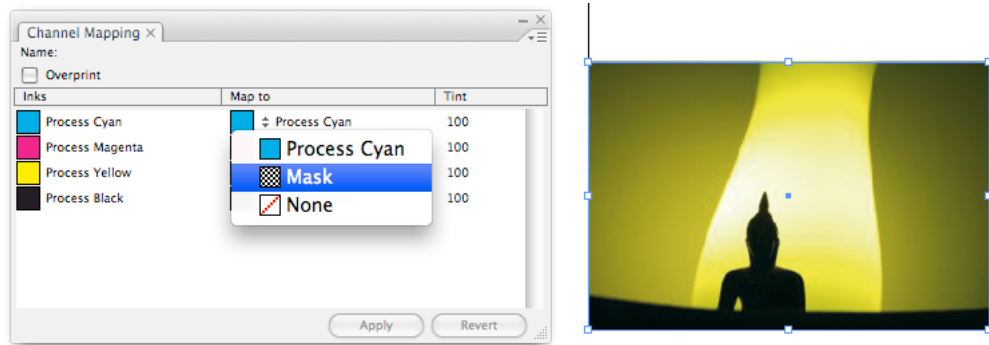 Channel Mapping
Name:
Overprint
Inks Map to Tint
Process Cyan Process Cyan 100
Process Magenta 100
Process Yellow 100
Process Black 100
Process Cyan
Mask
None
Apply Revert